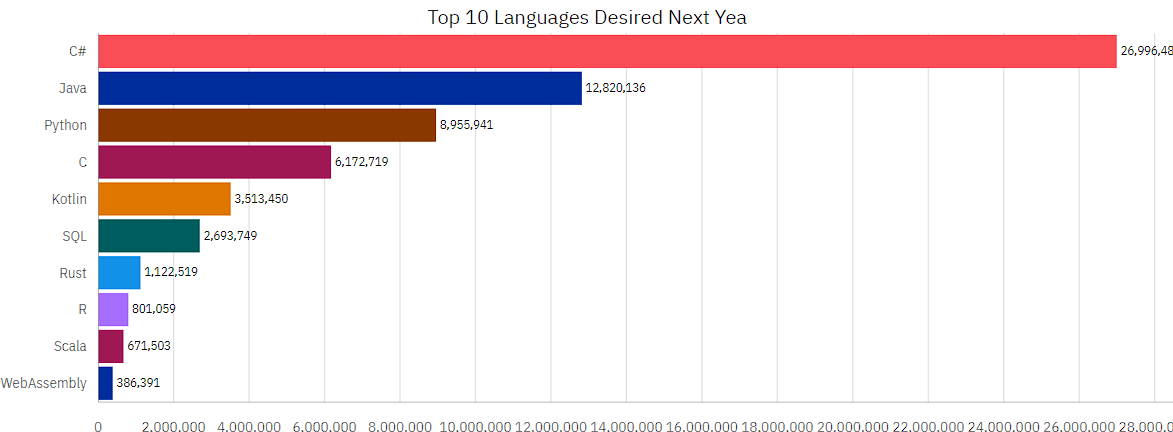 Top 10 Languages Desired Next Yea
C# 26,996,48
Java 12,820,136
Python 8,955,941
C 6,172,719
Kotlin 3,513,450
SQL 2,693,749
Rust 1,122,519
R 801,059
Scala 671,503
WebAssembly 386,391
0 2,000,000 4,000,000 6,000,000 8,000,000 10,000,000 12,000,000 14,000,000 16,000,000 18,000,000 20,000,000 22,000,000 24,000,000 26,000,000 28,000,0